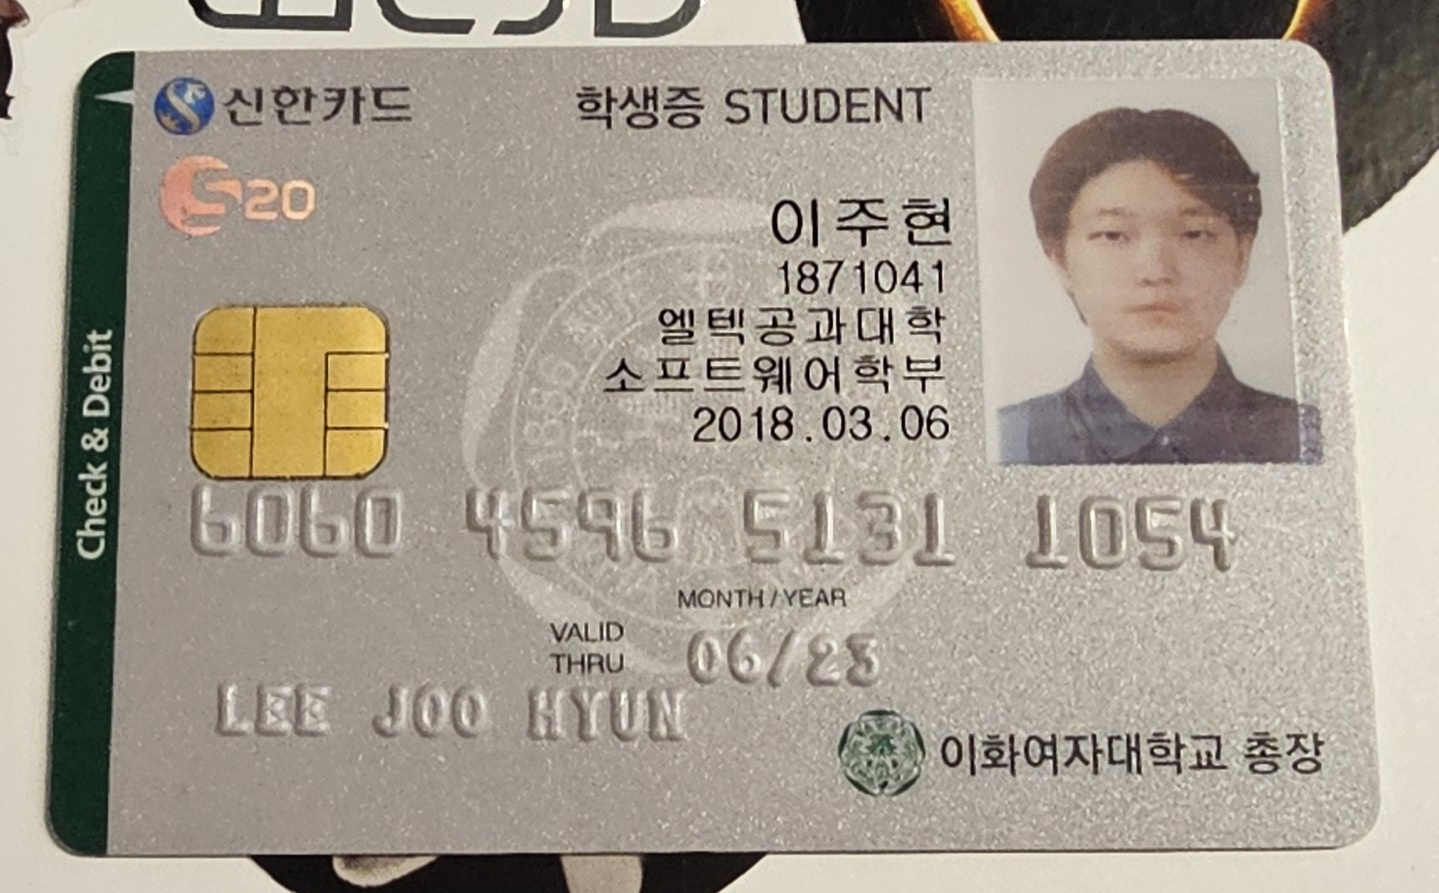 신한카드
학생증 STUDENT
S20
이주현
1871041
엘텍공과대학
소프트웨어학부
2018.03.06
Check & Debit
1886
6060 4596 5131 1054
MONTH/YEAR
VALID
THRU
06/23
LEE JOO HYUN
이화여자대학교 총장